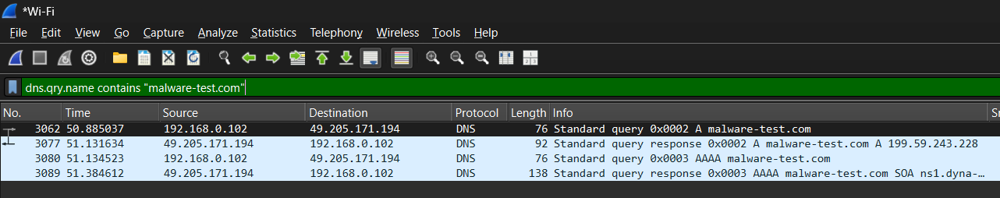 *Wi-Fi
File Edit View Go Capture Analyze Statistics Telephony Wireless Tools Help
dns.qry.name contains "malware-test.com"
No. Time Source Destination Protocol Length Info
3062 50.885037 192.168.0.102 49.205.171.194 DNS 76 Standard query 0x0002 A malware-test.com
3077 51.131634 49.205.171.194 192.168.0.102 DNS 92 Standard query response 0x0002 A malware-test.com A 199.59.243.228
3080 51.134523 192.168.0.102 49.205.171.194 DNS 76 Standard query 0x0003 AAAA malware-test.com
3089 51.384612 49.205.171.194 192.168.0.102 DNS 138 Standard query response 0x0003 AAAA malware-test.com SOA ns1.dyna-…